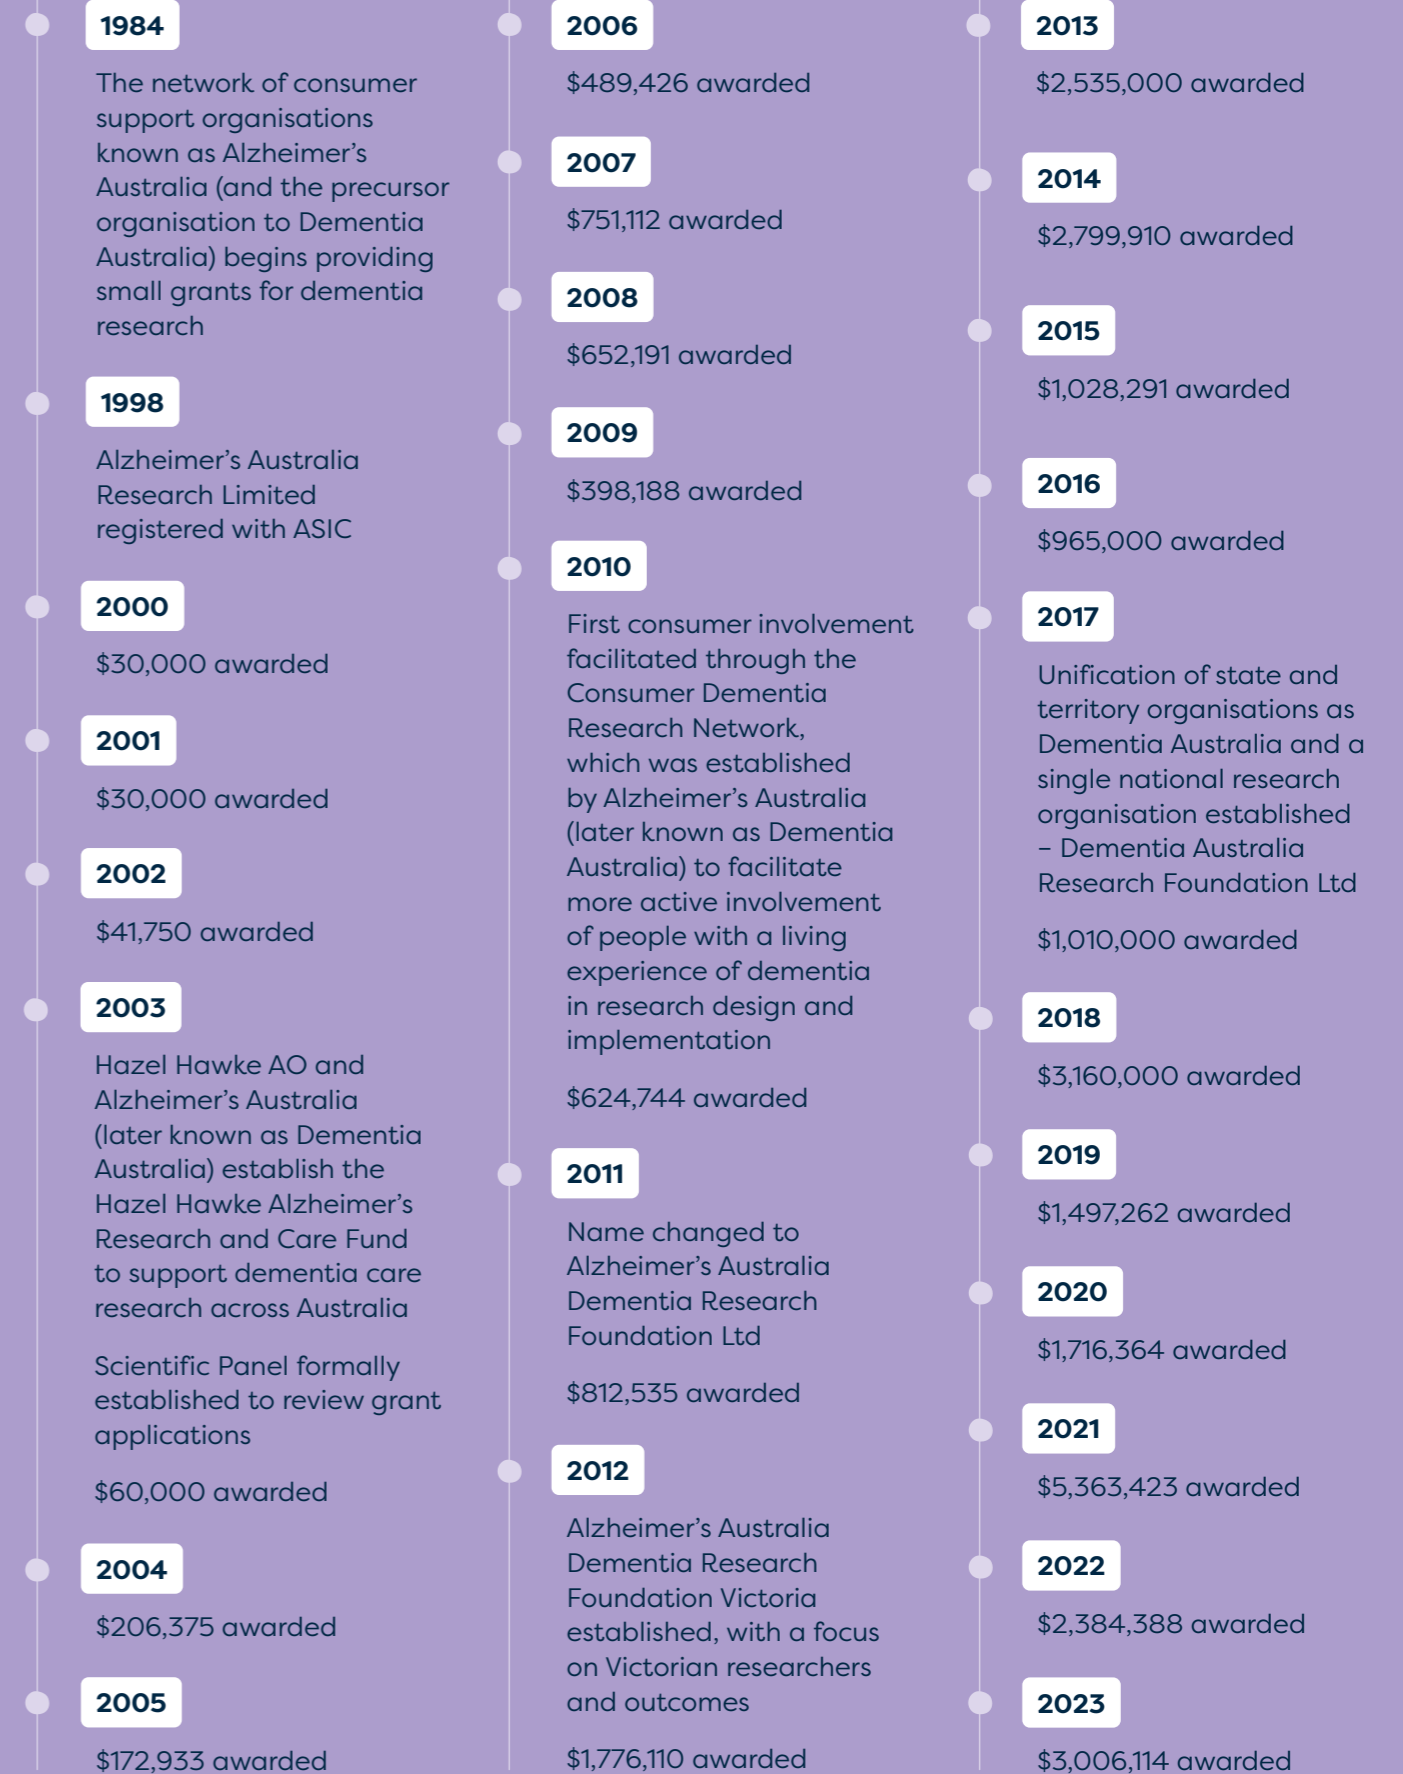 1984
The network of consumer
support organisations
known as Alzheimer’s
Australia (and the precursor
organisation to Dementia
Australia) begins providing
small grants for dementia
research
1998
Alzheimer’s Australia
Research Limited
registered with ASIC
2000
$30,000 awarded
2001
$30,000 awarded
2002
$41,750 awarded
2003
Hazel Hawke AO and
Alzheimer’s Australia
(later known as Dementia
Australia) establish the
Hazel Hawke Alzheimer’s
Research and Care Fund
to support dementia care
research across Australia
Scientific Panel formally
established to review grant
applications
$60,000 awarded
2004
$206,375 awarded
2005
$172,933 awarded
2006
$489,426 awarded
2007
$751,112 awarded
2008
$652,191 awarded
2009
$398,188 awarded
2010
First consumer involvement
facilitated through the
Consumer Dementia
Research Network,
which was established
by Alzheimer’s Australia
(later known as Dementia
Australia) to facilitate
more active involvement
of people with a living
experience of dementia
in research design and
implementation
$624,744 awarded
2011
Name changed to
Alzheimer’s Australia
Dementia Research
Foundation Ltd
$812,535 awarded
2012
Alzheimer’s Australia
Dementia Research
Foundation Victoria
established, with a focus
on Victorian researchers
and outcomes
$1,776,110 awarded
2013
$2,535,000 awarded
2014
$2,799,910 awarded
2015
$1,028,291 awarded
2016
$965,000 awarded
2017
Unification of state and
territory organisations as
Dementia Australia and a
single national research
organisation established
– Dementia Australia
Research Foundation Ltd
$1,010,000 awarded
2018
$3,160,000 awarded
2019
$1,497,262 awarded
2020
$1,716,364 awarded
2021
$5,363,423 awarded
2022
$2,384,388 awarded
2023
$3,006,114 awarded